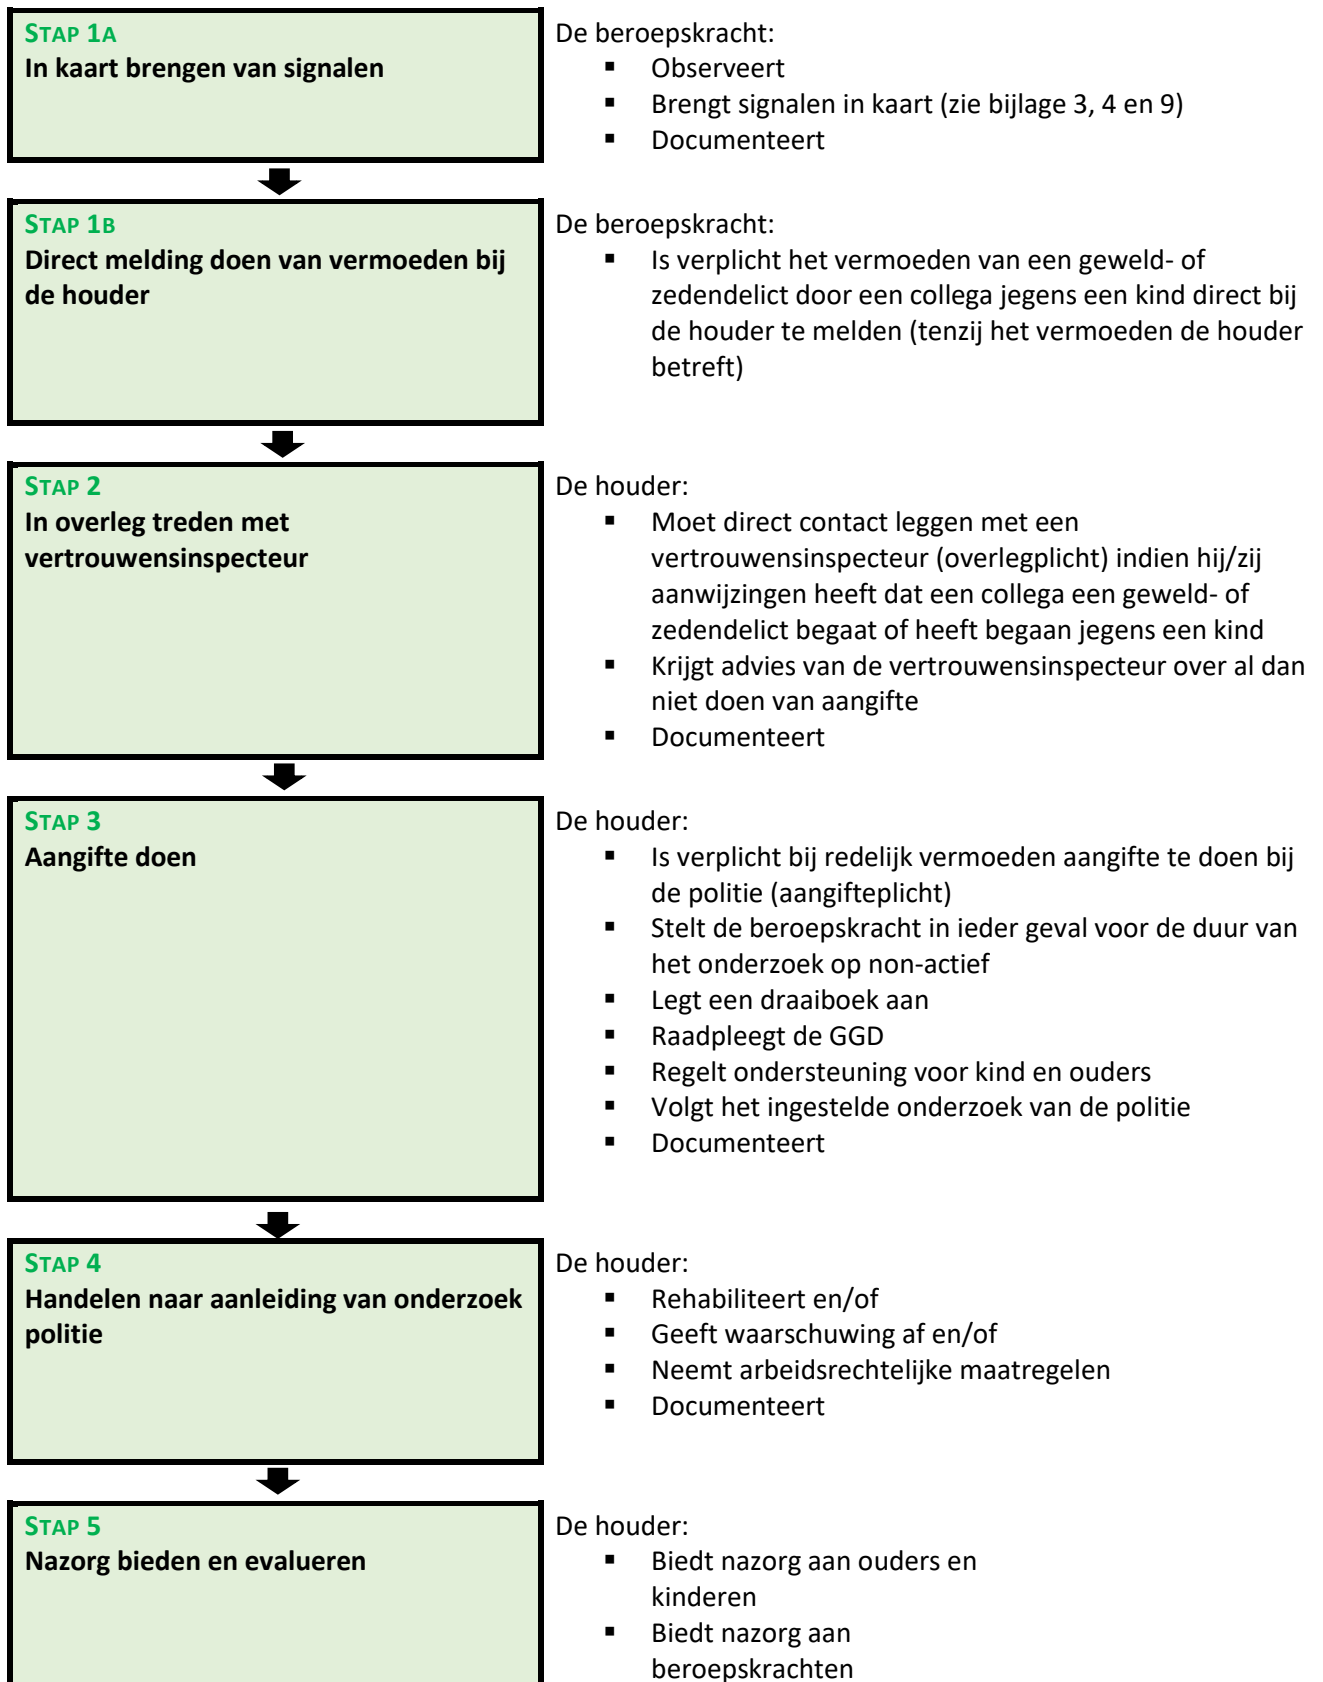 STAP 1A
In kaart brengen van signalen
De beroepskracht:
▪ Observeert
▪ Brengt signalen in kaart (zie bijlage 3, 4 en 9)
▪ Documenteert
STAP 1B
Direct melding doen van vermoeden bij
de houder
De beroepskracht:
▪ Is verplicht het vermoeden van een geweld- of
zedendelict door een collega jegens een kind direct bij
de houder te melden (tenzij het vermoeden de houder
betreft)
STAP 2
In overleg treden met
vertrouwensinspecteur
De houder:
▪ Moet direct contact leggen met een
vertrouwensinspecteur (overlegplicht) indien hij/zij
aanwijzingen heeft dat een collega een geweld- of
zedendelict begaat of heeft begaan jegens een kind
▪ Krijgt advies van de vertrouwensinspecteur over al dan
niet doen van aangifte
▪ Documenteert
STAP 3
Aangifte doen
De houder:
▪ Is verplicht bij redelijk vermoeden aangifte te doen bij
de politie (aangifteplicht)
▪ Stelt de beroepskracht in ieder geval voor de duur van
het onderzoek op non-actief
▪ Legt een draaiboek aan
▪ Raadpleegt de GGD
▪ Regelt ondersteuning voor kind en ouders
▪ Volgt het ingestelde onderzoek van de politie
▪ Documenteert
STAP 4
Handelen naar aanleiding van onderzoek
politie
De houder:
▪ Rehabiliteert en/of
▪ Geeft waarschuwing af en/of
▪ Neemt arbeidsrechtelijke maatregelen
▪ Documenteert
STAP 5
Nazorg bieden en evalueren
De houder:
▪ Biedt nazorg aan ouders en
kinderen
▪ Biedt nazorg aan
beroepskrachten